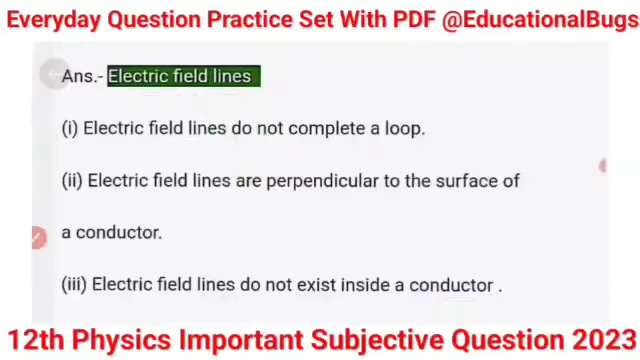 Everyday Question Practice Set With PDF @EducationalBugs
Ans.- Electric field lines
(i) Electric field lines do not complete a loop.
(ii) Electric field lines are perpendicular to the surface of
a conductor.
(iii) Electric field lines do not exist inside a conductor .
12th Physics Important Subjective Question 2023